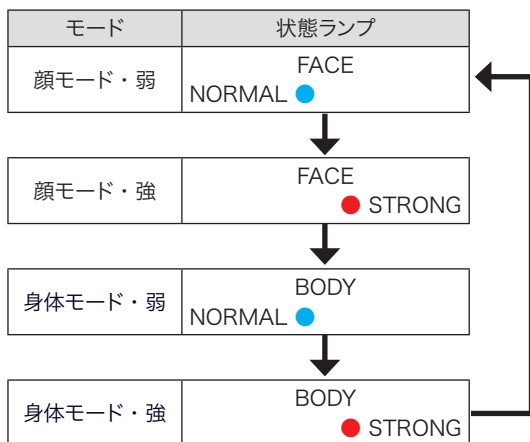 モード 状態ランプ
顔モード・弱 FACE
NORMAL
顔モード・強 FACE
STRONG
身体モード・弱 BODY
NORMAL
身体モード・強 BODY
STRONG